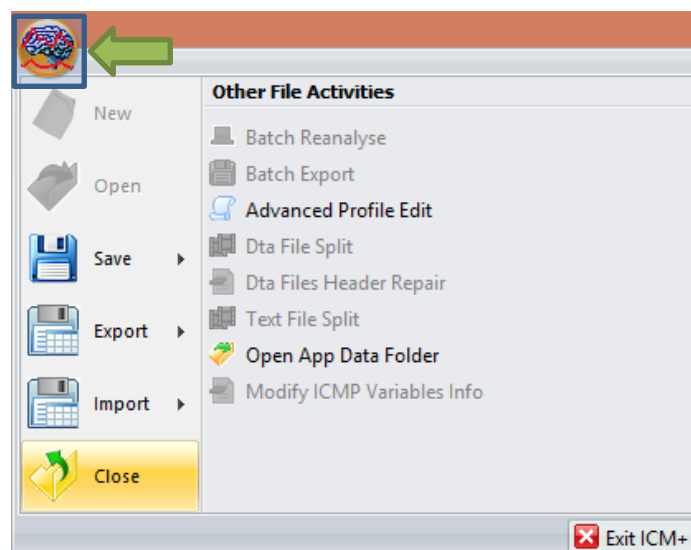 New
Open
Save
Export
Import
Close
Other File Activities
Batch Reanalyse
Batch Export
Advanced Profile Edit
Dta File Split
Dta Files Header Repair
Text File Split
Open App Data Folder
Modify ICMP Variables Info
Exit ICM+